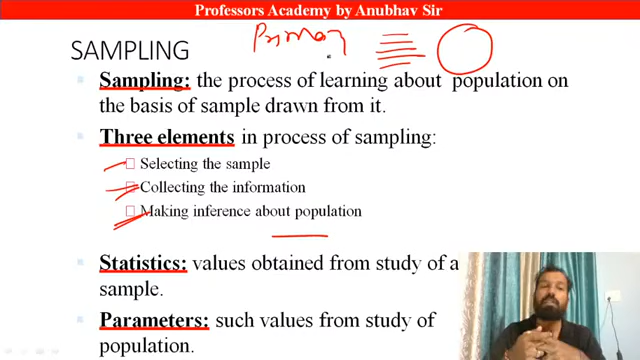 Professors Academy by Anubhav Sir
Primary
SAMPLING
Sampling: the process of learning about population on
the basis of sample drawn from it.
Three elements in process of sampling:
Selecting the sample
Collecting the information
Making inference about population
Statistics: values obtained from study of a
sample.
Parameters: such values from study of
population.